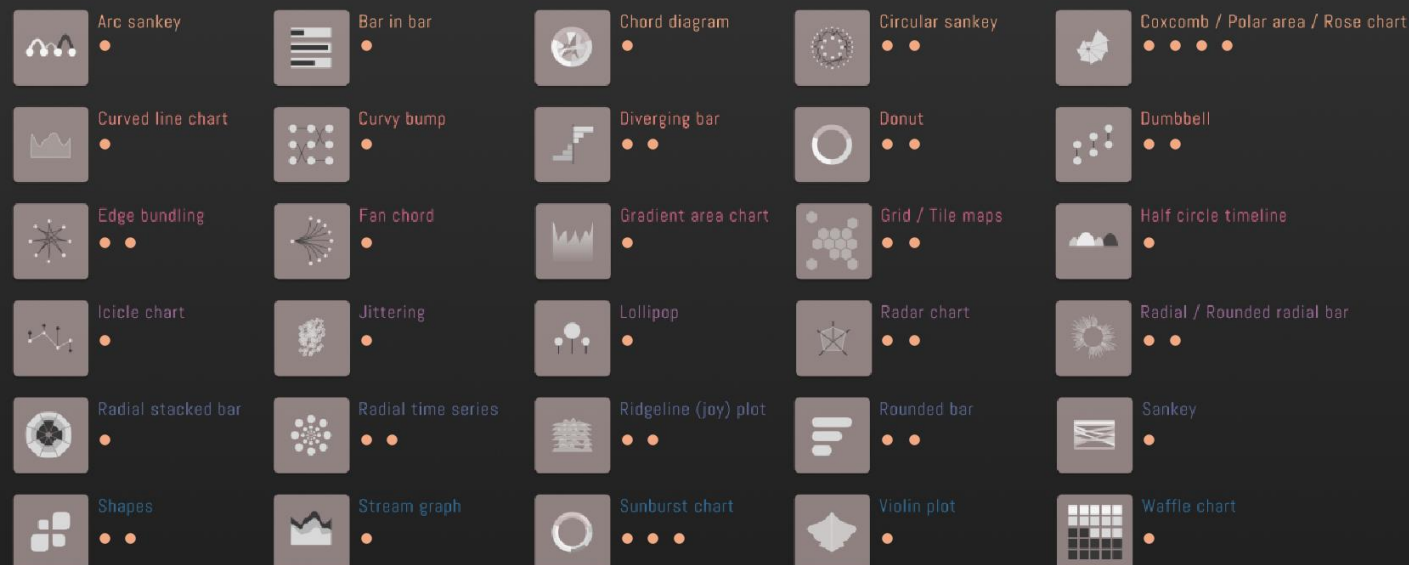 Arc sankey
Bar in bar
Chord diagram
Circular sankey
Coxcomb / Polar area / Rose chart
Curved line chart
Curvy bump
Diverging bar
Donut
Dumbbell
Edge bundling
Fan chord
Gradient area chart
Grid / Tile maps
Half circle timeline
Icicle chart
Jittering
Lollipop
Radar chart
Radial / Rounded radial bar
Radial stacked bar
Radial time series
Ridgeline (joy) plot
Rounded bar
Sankey
Shapes
Stream graph
Sunburst chart
Violin plot
Waffle chart